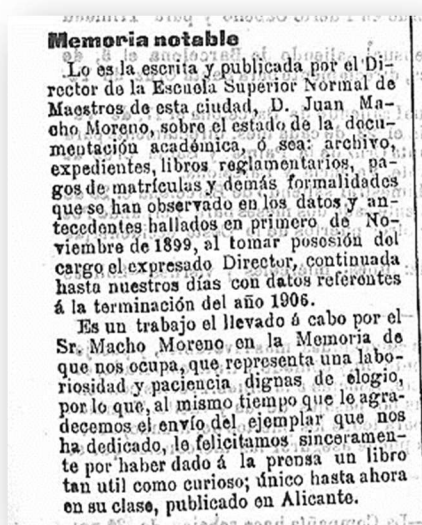 Memoria notable
Lo es la escrita y publicada por el Di-
rector de la Escuela Superior Normal de
Maestros de esta ciudad, D. Juan Ma-
cho Moreno, sobre el estado de la docu-
mentación académica, ó sea: archivo,
expedientes, libros reglamentarios, pa-
gos de matrículas y demás formalidades
que se han observado en los datos y an-
tecedentes hallados en primero de No-
viembre de 1899, al tomar posesión del
cargo el expresado Director, continuada
hasta nuestros días con datos referentes
á la terminación del año 1906.
Es un trabajo el llevado á cabo por el
Sr. Macho Moreno en la Memoria de
que nos ocupa, que representa una labo-
riosidad y paciencia dignas de elogio,
por lo que, al mismo tiempo que le agra-
decemos el envío del ejemplar que nos
ha dedicado, le felicitamos sinceramen-
te por haber dado á la prensa un libro
tan util como curioso; único hasta ahora
en su clase, publicado en Alicante.